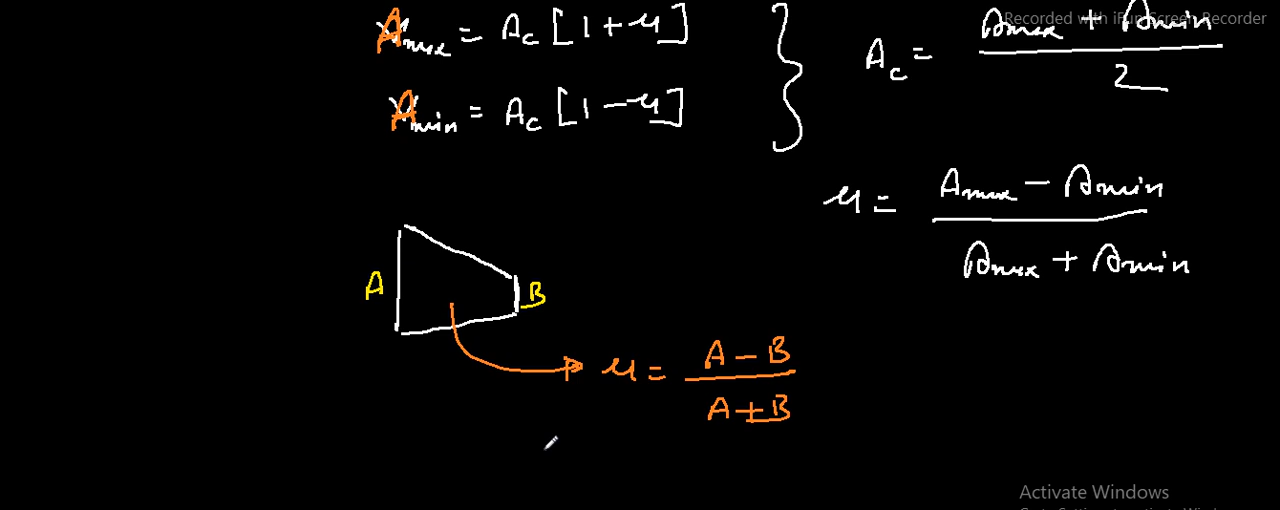 Amax = Ac [1 + μ]
Amin = Ac [1 - μ]
Ac = Amax + Amin / 2
μ = Amax - Amin / Amax + Amin
A
B
μ = A - B / A + B
Recorded with iFun Screen Recorder
Activate Windows